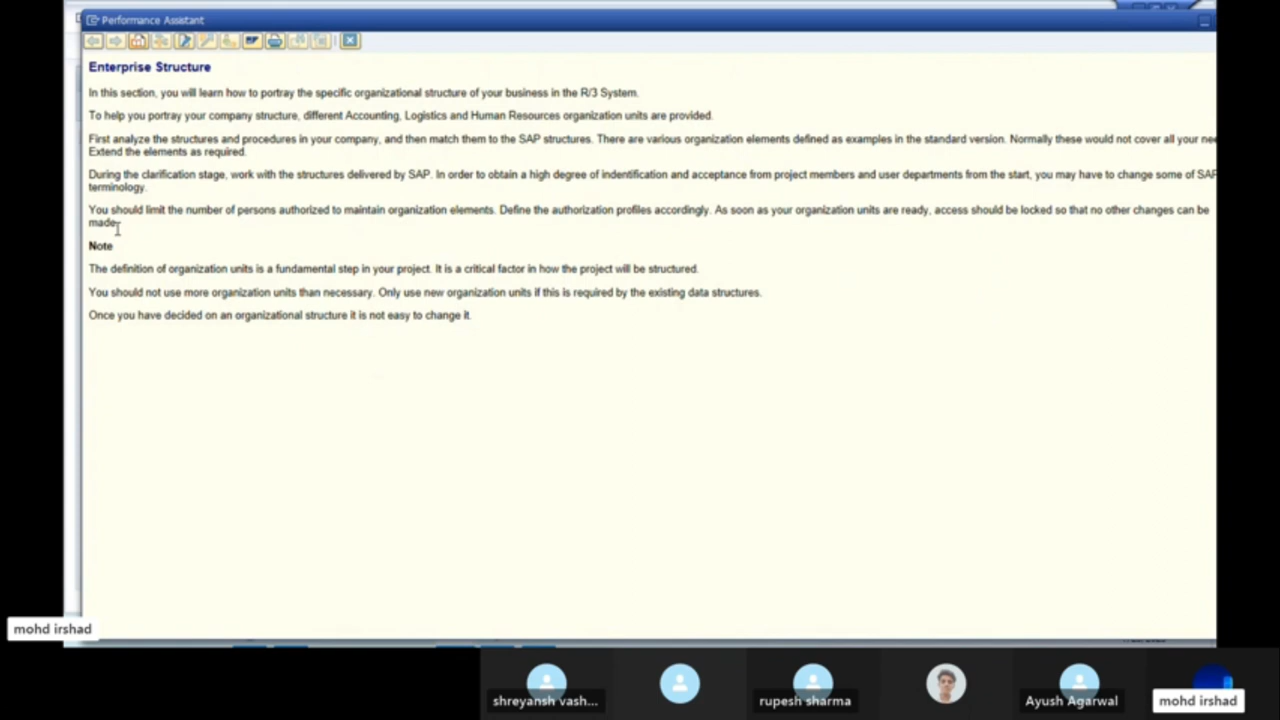 Performance Assistant
Enterprise Structure
In this section, you will learn how to portray the specific organizational structure of your business in the R/3 System.
To help you portray your company structure, different Accounting, Logistics and Human Resources organization units are provided.
First analyze the structures and procedures in your company, and then match them to the SAP structures. There are various organization elements defined as examples in the standard version. Normally these would not cover all your nee
Extend the elements as required.
During the clarification stage, work with the structures delivered by SAP. In order to obtain a high degree of indentification and acceptance from project members and user departments from the start, you may have to change some of SAP
terminology.
You should limit the number of persons authorized to maintain organization elements. Define the authorization profiles accordingly. As soon as your organization units are ready, access should be locked so that no other changes can be
made.
Note
The definition of organization units is a fundamental step in your project. It is a critical factor in how the project will be structured.
You should not use more organization units than necessary. Only use new organization units if this is required by the existing data structures.
Once you have decided on an organizational structure it is not easy to change it.
mohd irshad
shreyansh vash...
rupesh sharma
Ayush Agarwal
mohd irshad